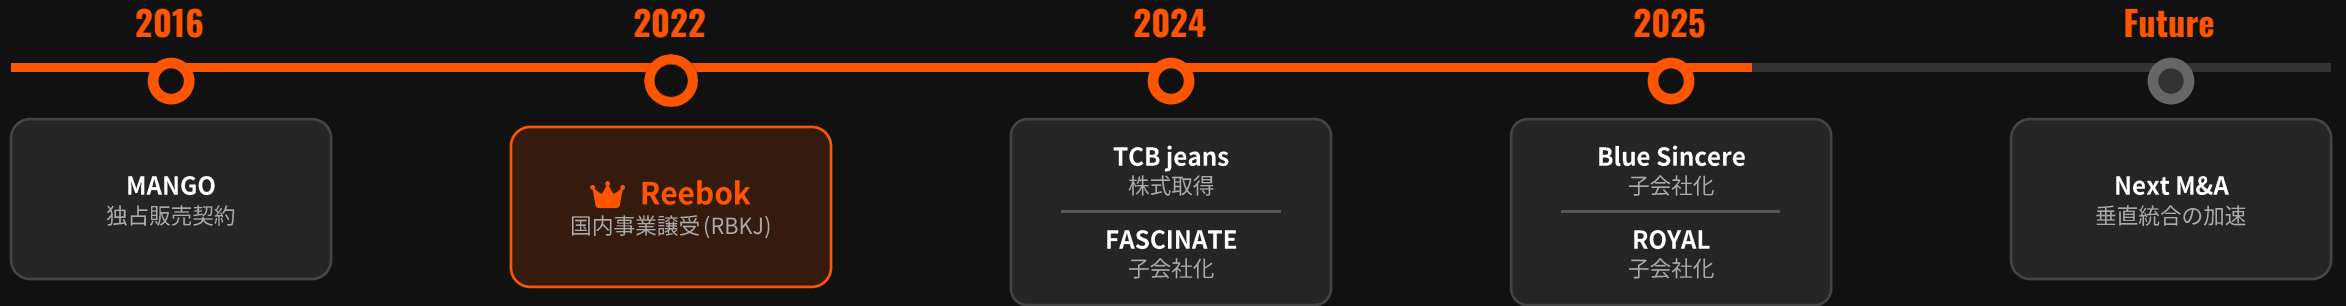 2016
MANGO
独占販売契約
2022
Reebok
国内事業譲受 (RBKJ)
2024
TCB jeans
株式取得
FASCINATE
子会社化
2025
Blue Sincere
子会社化
ROYAL
子会社化
Future
Next M&A
垂直統合の加速